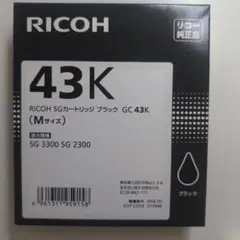 RICOH
リコー
純正品
43K
RICOH SGカートリッジ ブラック GC 43K
(Mサイズ)
適合機種
SG 3300 SG 2300
ブラック
4961311959158